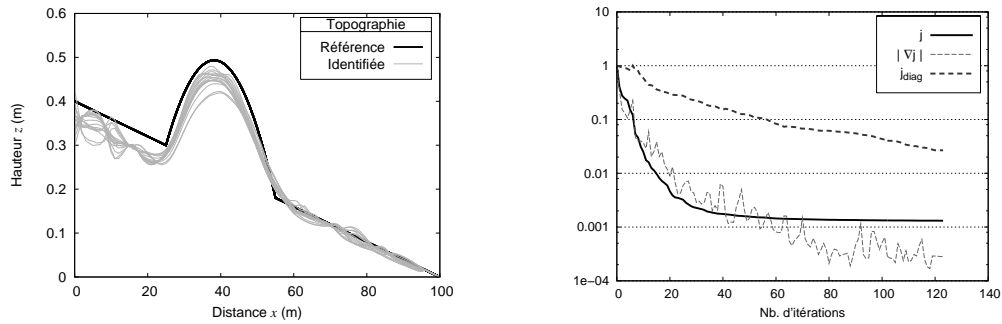 Topographie
Référence
Identifiée
Hauteur z (m)
0.6
0.5
0.4
0.3
0.2
0.1
0
0 20 40 60 80 100
Distance x (m)
j
| ∇j |
jdiag
10
1
0.1
0.01
0.001
1e−04
0 20 40 60 80 100 120 140
Nb. d'itérations